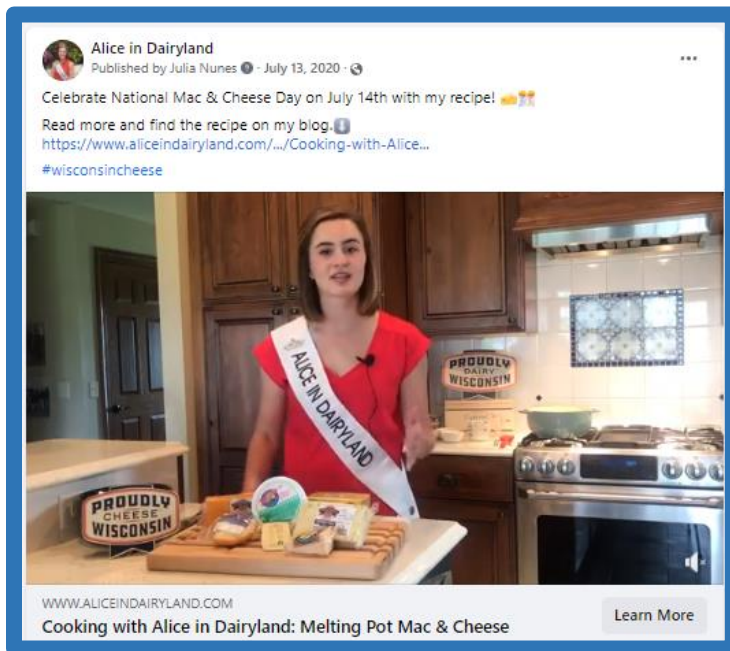 Alice in Dairyland
Published by Julia Nunes · July 13, 2020 ·
Celebrate National Mac & Cheese Day on July 14th with my recipe! 🧀🎊
Read more and find the recipe on my blog.⬇️
https://www.aliceindairyland.com/.../Cooking-with-Alice...
#wisconsincheese
ALICE IN DAIRYLAND
PROUDLY
DAIRY
WISCONSIN
PROUDLY
CHEESE
WISCONSIN
WWW.ALICEINDAIRYLAND.COM
Cooking with Alice in Dairyland: Melting Pot Mac & Cheese
Learn More